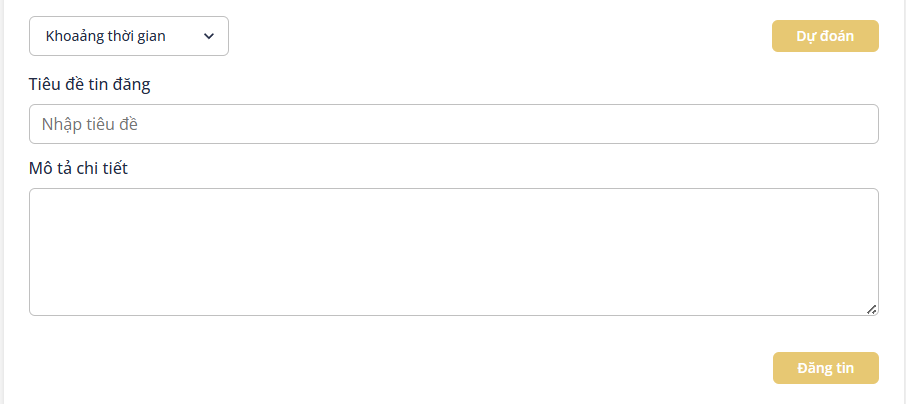 Khoaảng thời gian
Dự đoán
Tiêu đề tin đăng
Nhập tiêu đề
Mô tả chi tiết
Đăng tin